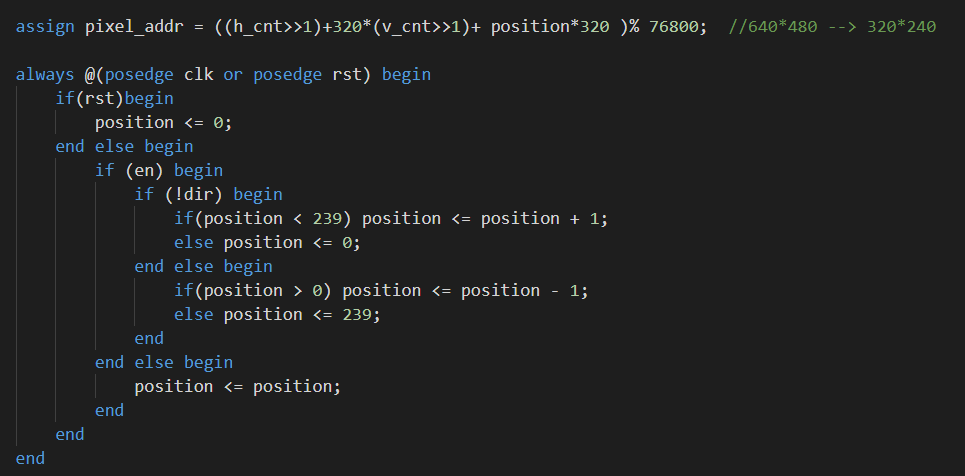 assign pixel_addr = ((h_cnt>>1)+320*(v_cnt>>1)+ position*320 )% 76800;  //640*480 --> 320*240

always @(posedge clk or posedge rst) begin
    if(rst)begin
        position <= 0;
    end else begin
        if (en) begin
            if (!dir) begin
                if(position < 239) position <= position + 1;
                else position <= 0;
            end else begin
                if(position > 0) position <= position - 1;
                else position <= 239;
            end
        end else begin
            position <= position;
        end
    end
end